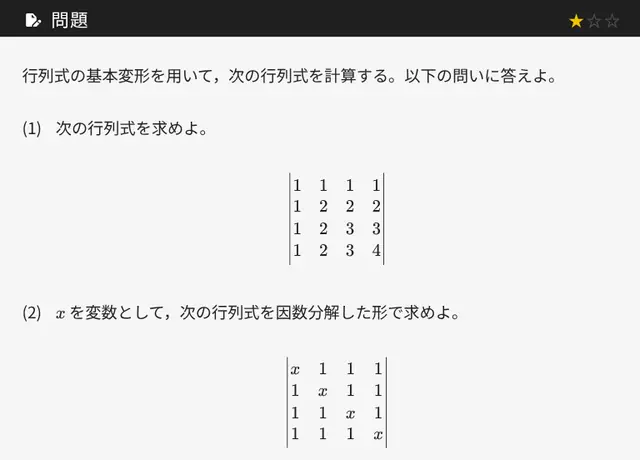 問題
★☆☆
行列式の基本変形を用いて，次の行列式を計算する。以下の問いに答えよ。
(1) 次の行列式を求めよ。
1 1 1 1
1 2 2 2
1 2 3 3
1 2 3 4
(2) x を変数として，次の行列式を因数分解した形で求めよ。
x 1 1 1
1 x 1 1
1 1 x 1
1 1 1 x